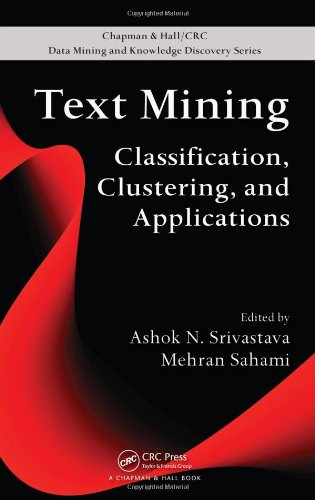 Chapman & Hall/CRC
Data Mining and Knowledge Discovery Series
Text Mining
Classification,
Clustering, and
Applications
Edited by
Ashok N. Srivastava
Mehran Sahami
CRC
CRC Press
Taylor & Francis Group
A CHAPMAN & HALL BOOK